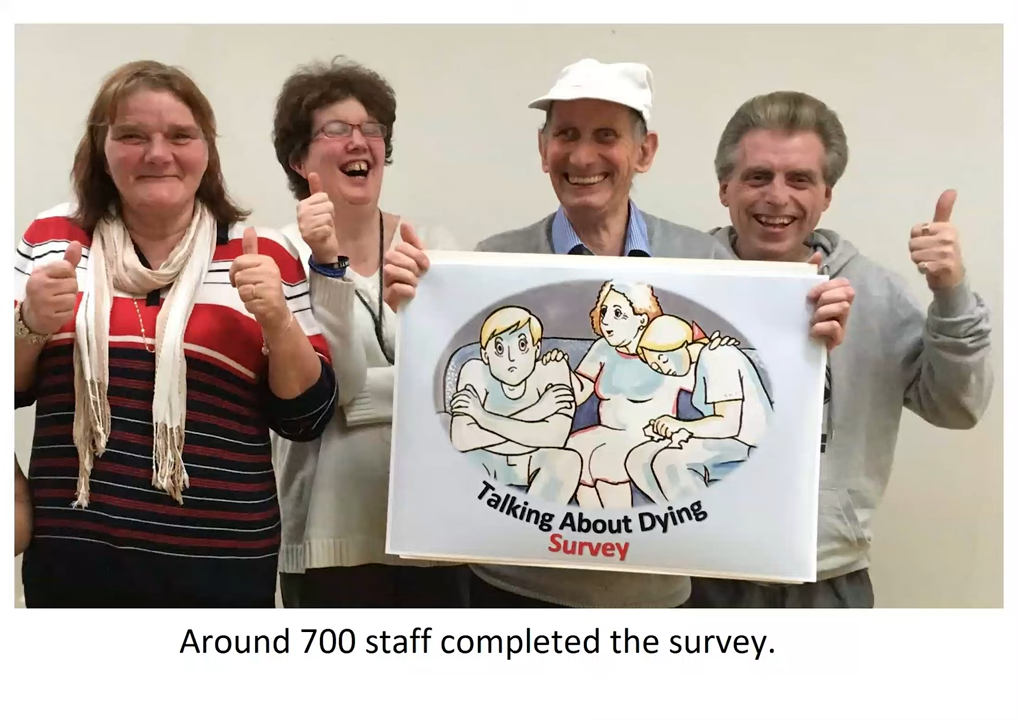 Talking About Dying
Survey
Around 700 staff completed the survey.